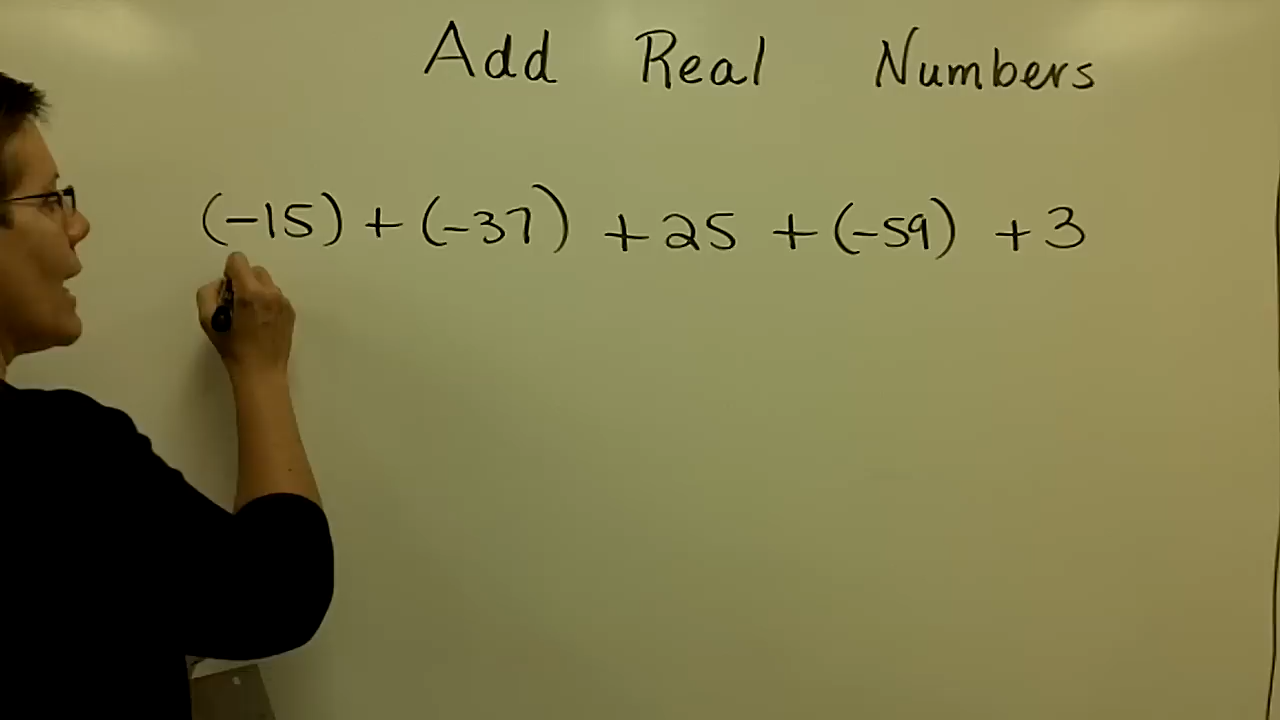 Add Real Numbers
(-15) + (-37) + 25 + (-59) + 3